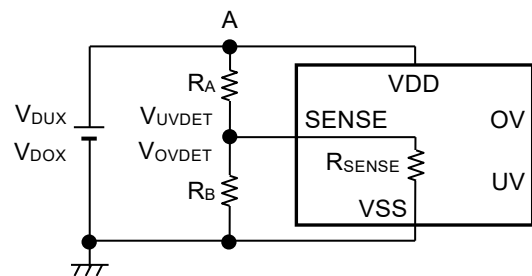 A
RA
VDD
VDUX
VUVDET
SENSE
OV
VDOX
VOVDET
RSENSE
RB
UV
VSS